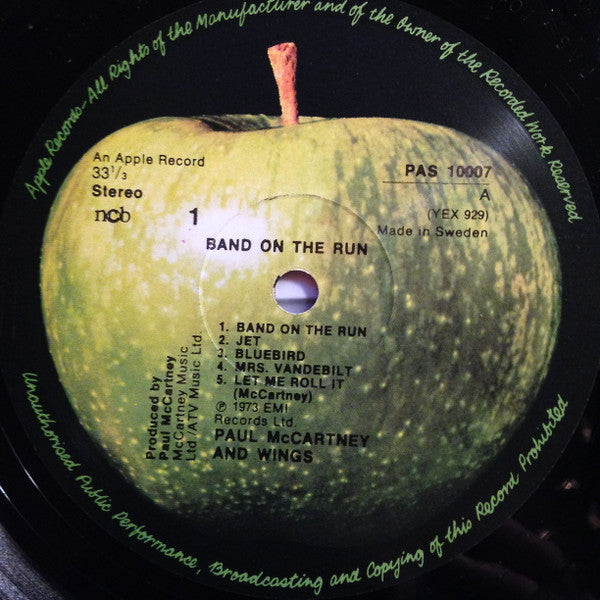 Apple Records-All Rights of the Manufacturer and of the Owner of the Recorded Work Reserved
An Apple Record
33 1/3
Stereo
ncb
1
PAS 10007
A
(YEX 929)
Made in Sweden
BAND ON THE RUN
1. BAND ON THE RUN
2. JET
3. BLUEBIRD
4. MRS. VANDEBILT
5. LET ME ROLL IT
(McCartney)
℗ 1973 EMI
Records Ltd.
PAUL McCARTNEY
AND WINGS
Produced by
Paul McCartney
McCartney Music
Ltd/ATV Music Ltd.
Unauthorised Public Performance, Broadcasting and Copying of this Record Prohibited